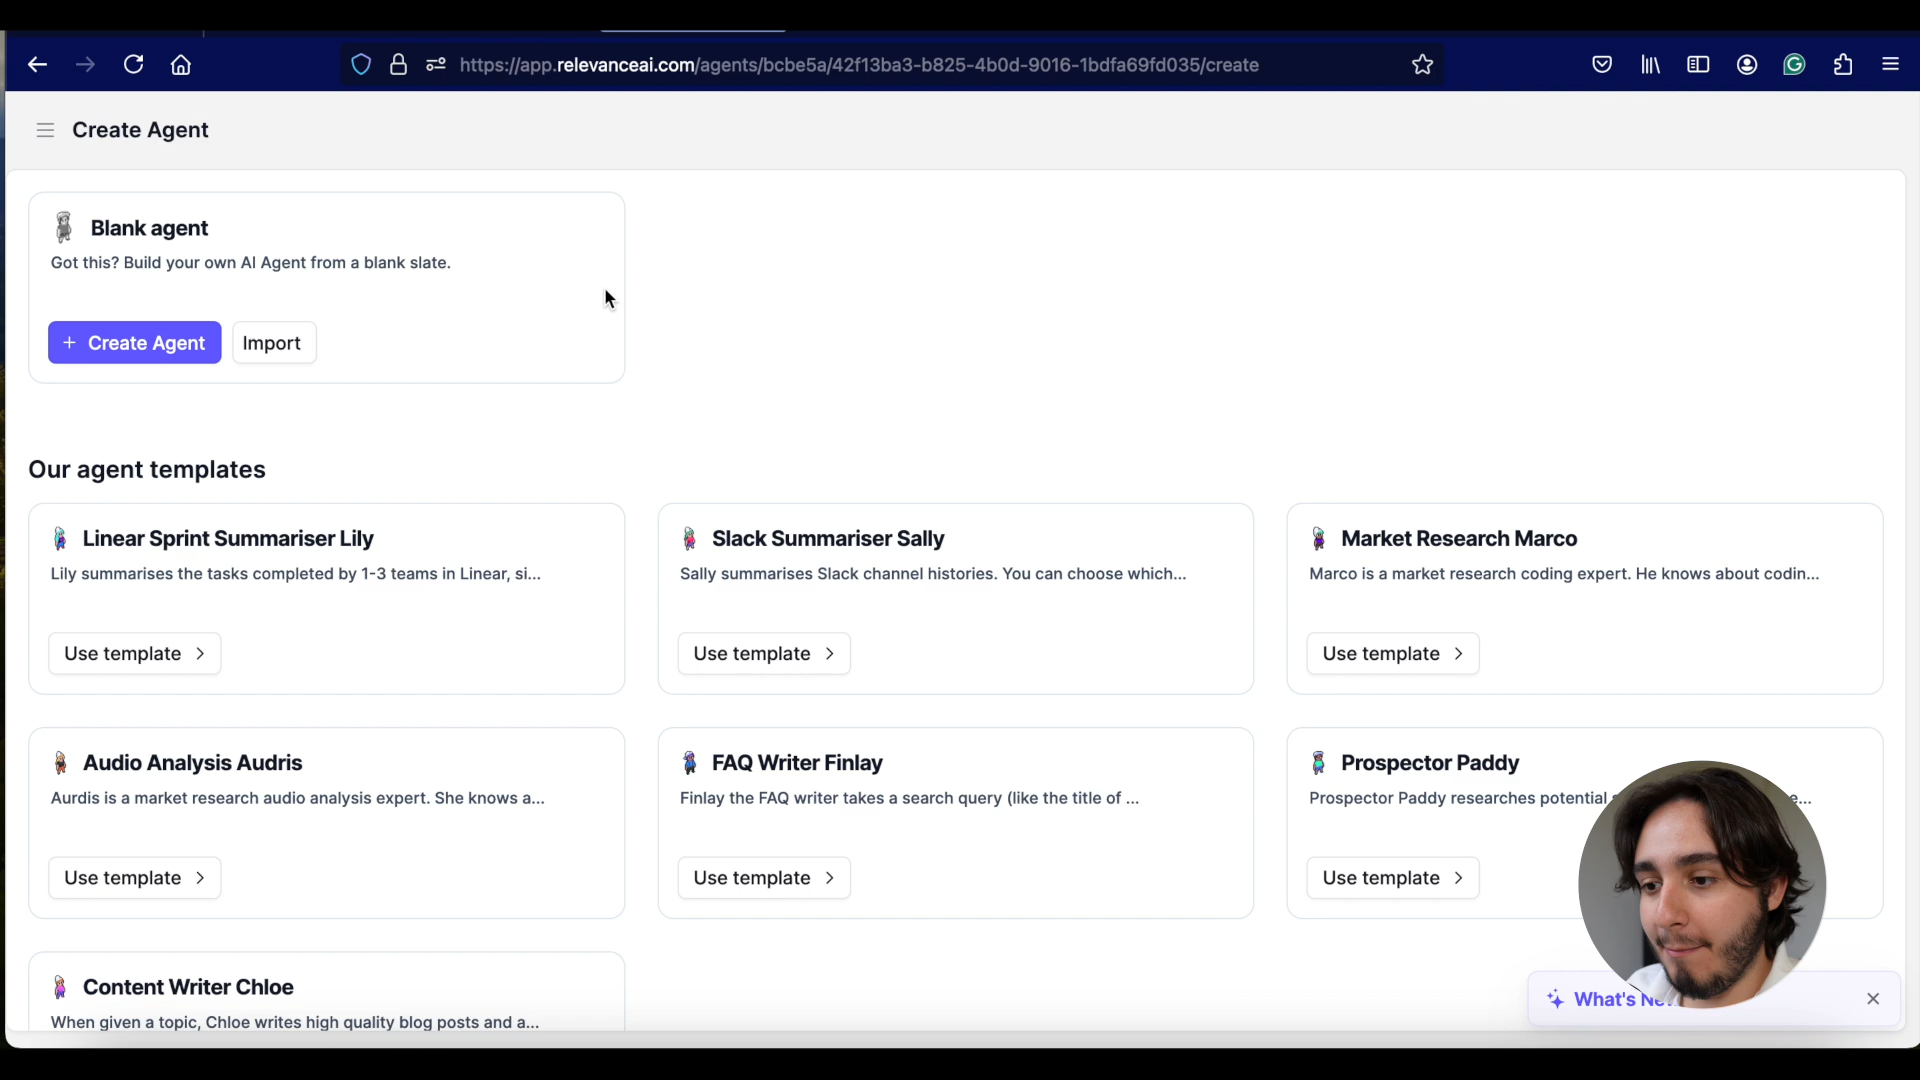 https://app.relevanceai.com/agents/bcbe5a/42f13ba3-b825-4b0d-9016-1bdfa69fd035/create
Create Agent
Blank agent
Got this? Build your own AI Agent from a blank slate.
+ Create Agent
Import
Our agent templates
Linear Sprint Summariser Lily
Lily summarises the tasks completed by 1-3 teams in Linear, si...
Use template
Slack Summariser Sally
Sally summarises Slack channel histories. You can choose which...
Use template
Market Research Marco
Marco is a market research coding expert. He knows about codin...
Use template
Audio Analysis Audris
Aurdis is a market research audio analysis expert. She knows a...
Use template
FAQ Writer Finlay
Finlay the FAQ writer takes a search query (like the title of ...
Use template
Prospector Paddy
Prospector Paddy researches potential
Use template
Content Writer Chloe
When given a topic, Chloe writes high quality blog posts and a...
What's